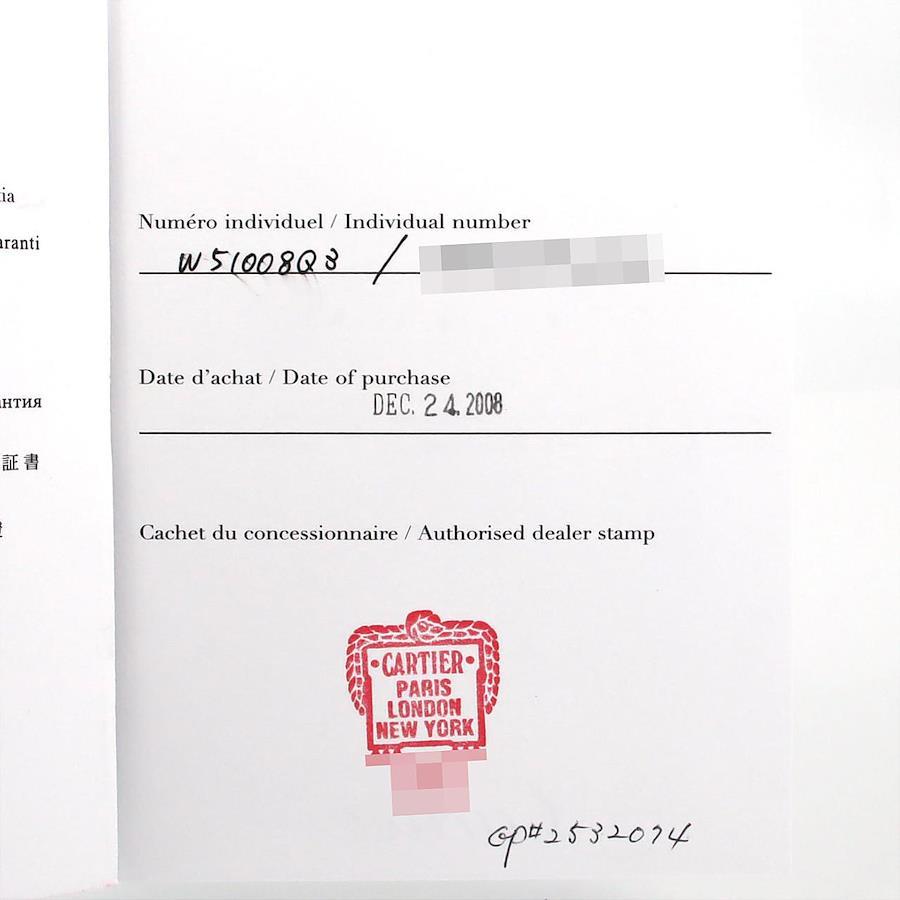 ia
aranti
антия
証書
Numéro individuel / Individual number
W51008Q3 /
Date d'achat / Date of purchase
DEC. 24. 2008
Cachet du concessionnaire / Authorised dealer stamp
•CARTIER•
PARIS
LONDON
NEW YORK
GP#2532074